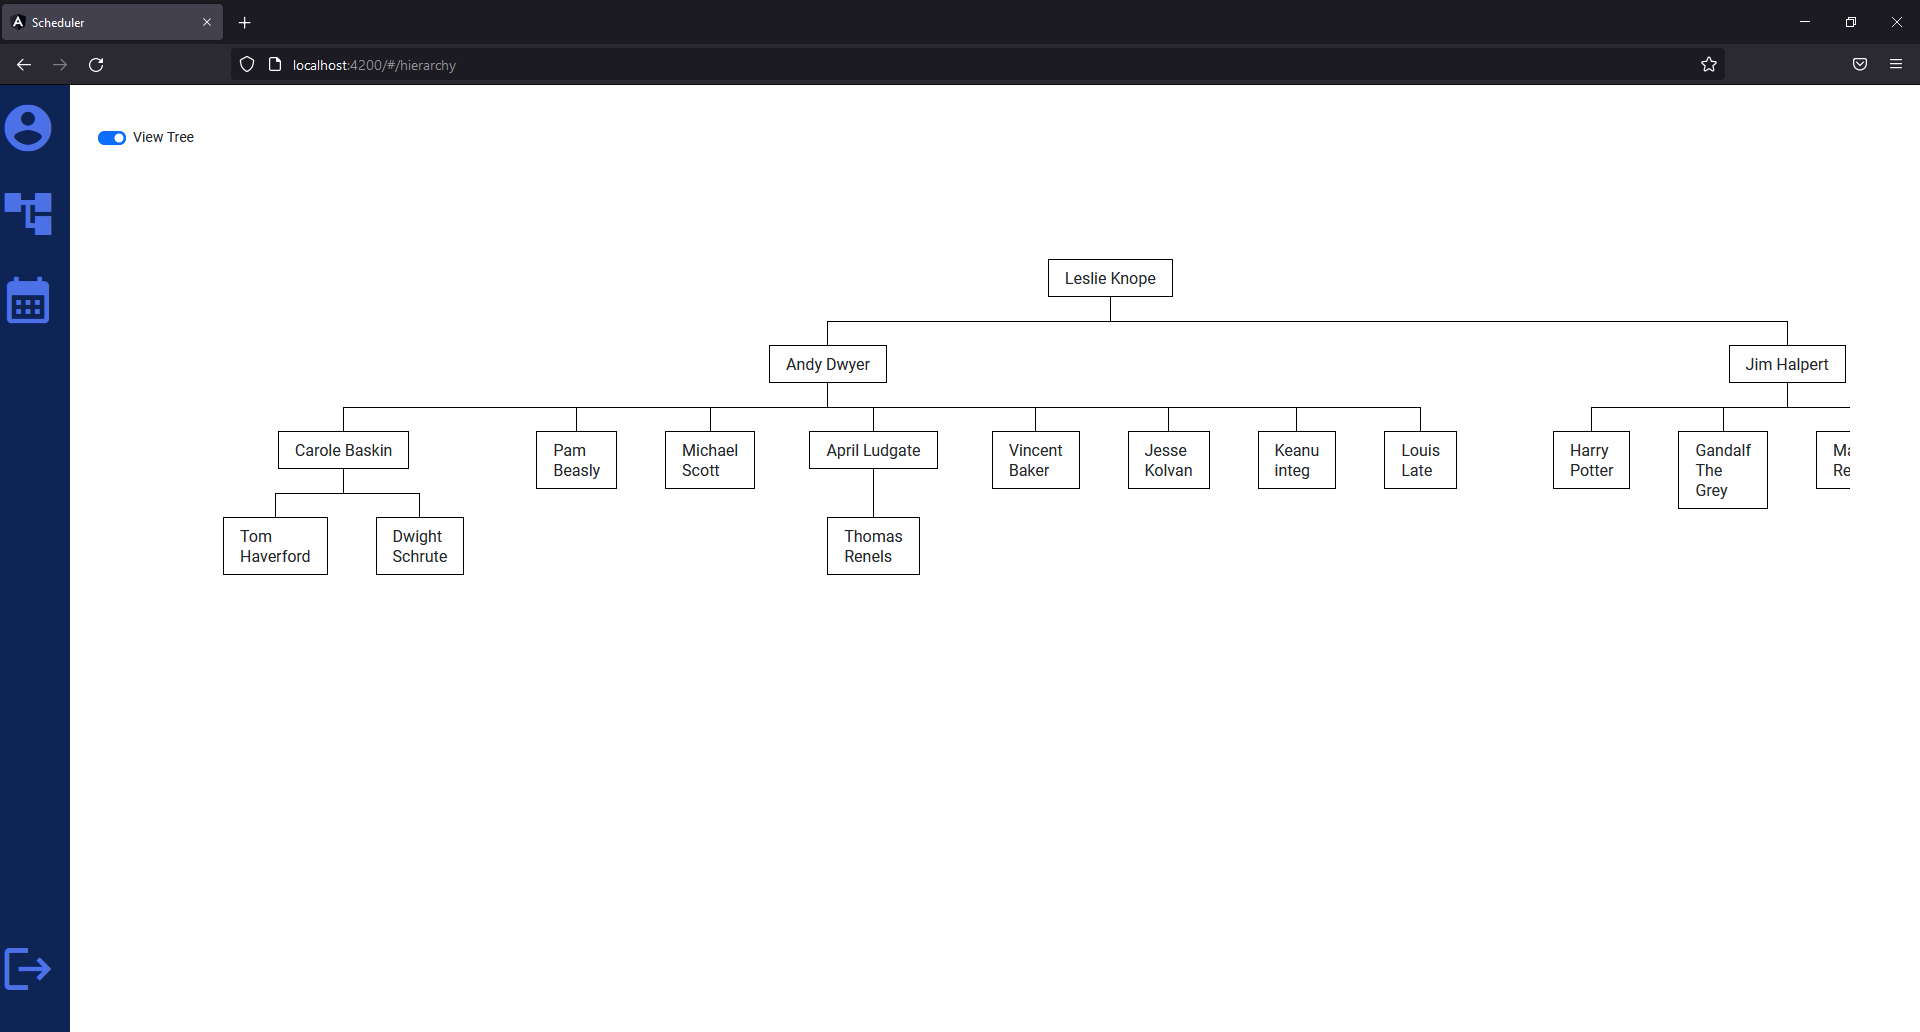 Scheduler
localhost:4200/#/hierarchy
View Tree
Leslie Knope
Andy Dwyer
Jim Halpert
Carole Baskin
Pam
Beasly
Michael
Scott
April Ludgate
Vincent
Baker
Jesse
Kolvan
Keanu
integ
Louis
Late
Harry
Potter
Gandalf
The
Grey
Tom
Haverford
Dwight
Schrute
Thomas
Renels